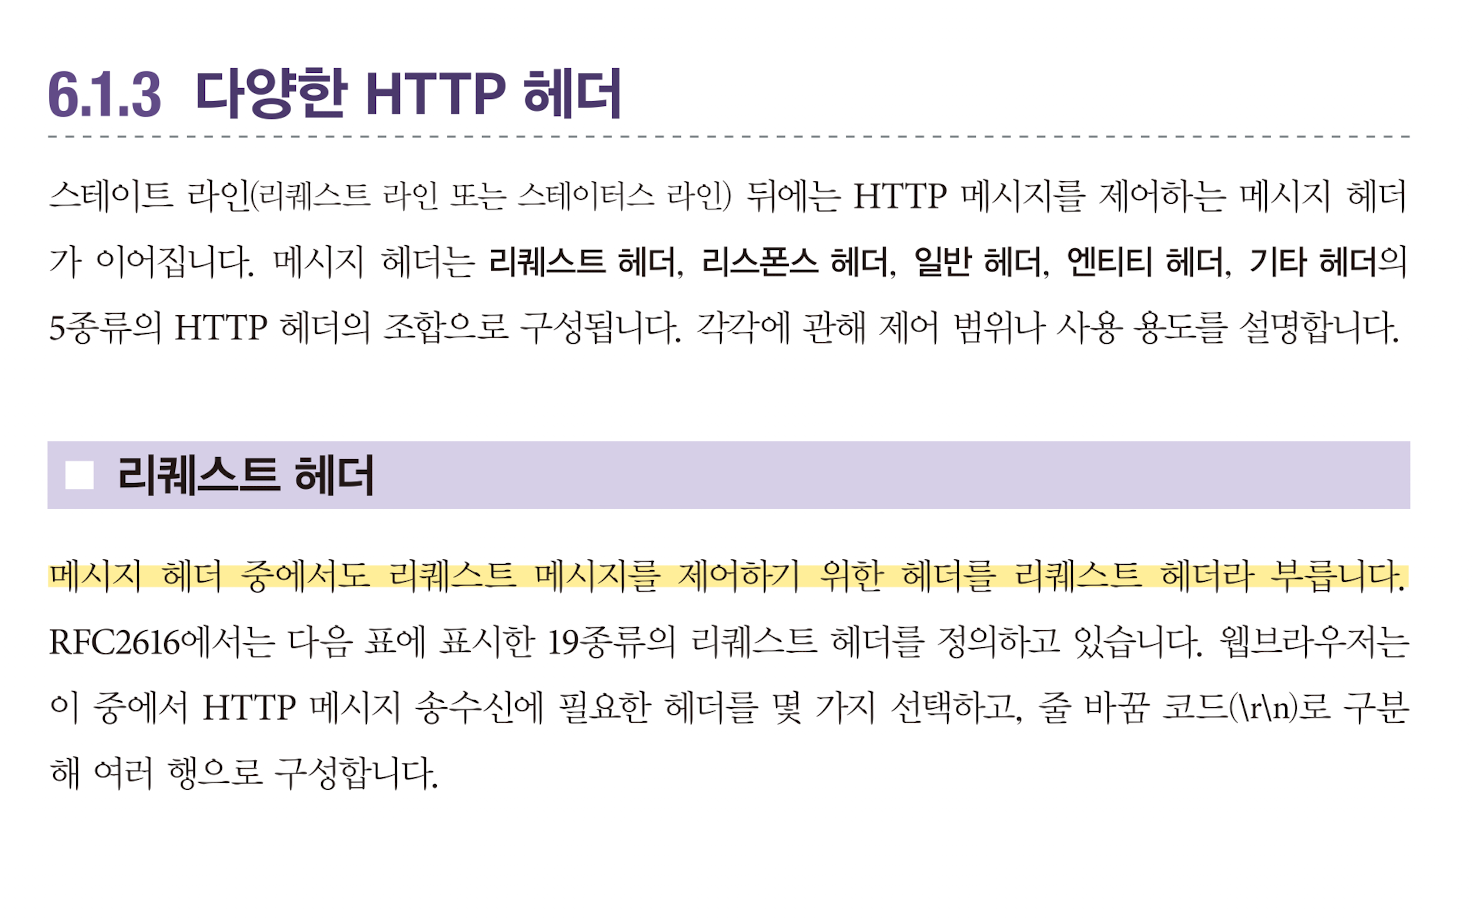 6.1.3 다양한 HTTP 헤더
스테이트 라인(리퀘스트 라인 또는 스테이터스 라인) 뒤에는 HTTP 메시지를 제어하는 메시지 헤더
가 이어집니다. 메시지 헤더는 리퀘스트 헤더, 리스폰스 헤더, 일반 헤더, 엔티티 헤더, 기타 헤더의
5종류의 HTTP 헤더의 조합으로 구성됩니다. 각각에 관해 제어 범위나 사용 용도를 설명합니다.
리퀘스트 헤더
메시지 헤더 중에서도 리퀘스트 메시지를 제어하기 위한 헤더를 리퀘스트 헤더라 부릅니다.
RFC2616에서는 다음 표에 표시한 19종류의 리퀘스트 헤더를 정의하고 있습니다. 웹브라우저는
이 중에서 HTTP 메시지 송수신에 필요한 헤더를 몇 가지 선택하고, 줄 바꿈 코드(\r\n)로 구분
해 여러 행으로 구성합니다.